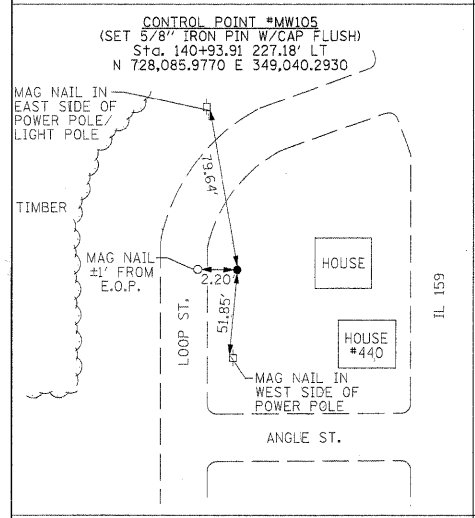 CONTROL POINT #MW105
(SET 5/8" IRON PIN W/CAP FLUSH)
Sta. 140+93.91 227.18' LT
N 728,085.9770 E 349,040.2930
MAG NAIL IN
EAST SIDE OF
POWER POLE/
LIGHT POLE
79.64'
TIMBER
MAG NAIL
±1' FROM
E.O.P.
2.20'
HOUSE
IL 159
51.85'
LOOP ST.
HOUSE
#440
MAG NAIL IN
WEST SIDE OF
POWER POLE
ANGLE ST.